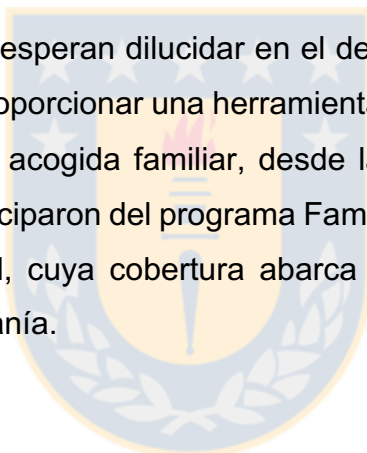 esperan dilucidar en el de
oporcionar una herramienta
acogida familiar, desde l
ciparon del programa Fam
l, cuya cobertura abarca
anía.